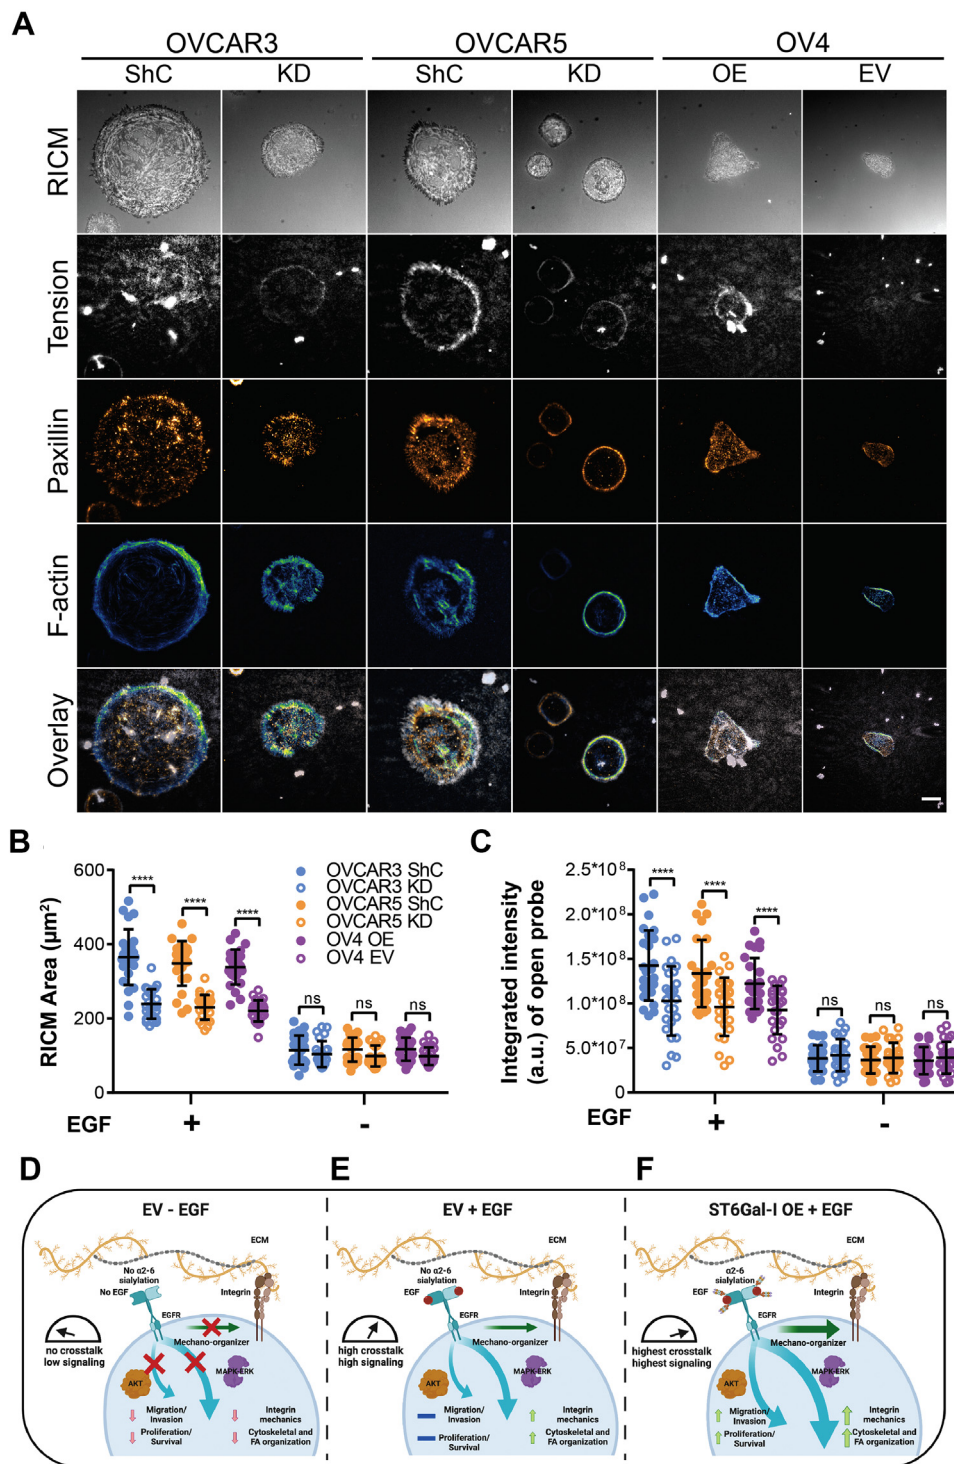 A
OVCAR3 OVCAR5 OV4
ShC KD ShC KD OE EV
RICM
Tension
Paxillin
F-actin
Overlay
B
RICM Area (µm²)
600
400
200
0
**** **** ****
ns ns ns
OVCAR3 ShC
OVCAR3 KD
OVCAR5 ShC
OVCAR5 KD
OV4 OE
OV4 EV
EGF + -
C
Integrated intensity
(a.u.) of open probe
2.5*10⁸
2.0*10⁸
1.5*10⁸
1.0*10⁸
5.0*10⁷
0
**** **** ****
ns ns ns
EGF + -
D
EV - EGF
ECM
No α2-6
sialylation
No EGF
Integrin
EGFR
Mechano-organizer
no crosstalk
low signaling
AKT
MAPK-ERK
Migration/
Invasion
Proliferation/
Survival
Integrin
mechanics
Cytoskeletal and
FA organization
E
EV + EGF
ECM
No α2-6
sialylation
EGF
Integrin
EGFR
Mechano-organizer
high crosstalk
high signaling
AKT
MAPK-ERK
Migration/
Invasion
Proliferation/
Survival
Integrin
mechanics
Cytoskeletal and
FA organization
F
ST6Gal-I OE + EGF
ECM
α2-6
sialylation
EGF
Integrin
EGFR
Mechano-organizer
highest crosstalk
highest signaling
AKT
MAPK-ERK
Migration/
Invasion
Proliferation/
Survival
Integrin
mechanics
Cytoskeletal and
FA organization